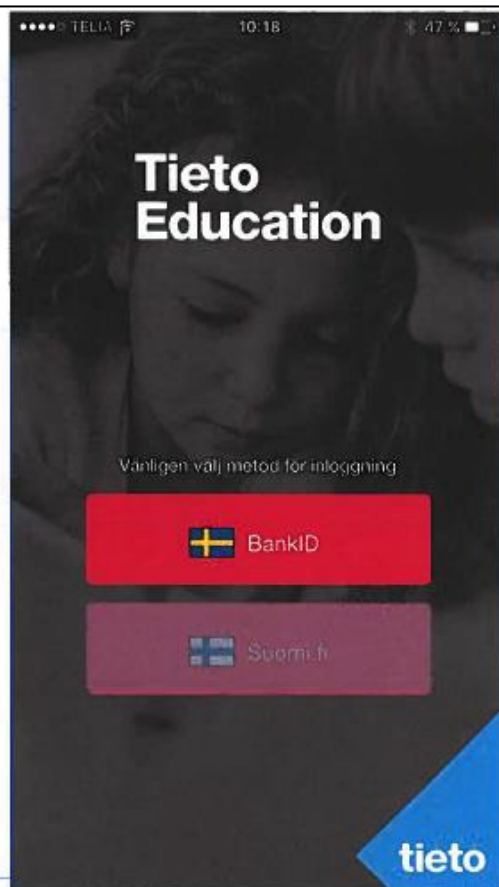 TELIA 10:18 47 %
Tieto
Education
Vänligen välj metod för inloggning
BankID
Suomi.fi
tieto